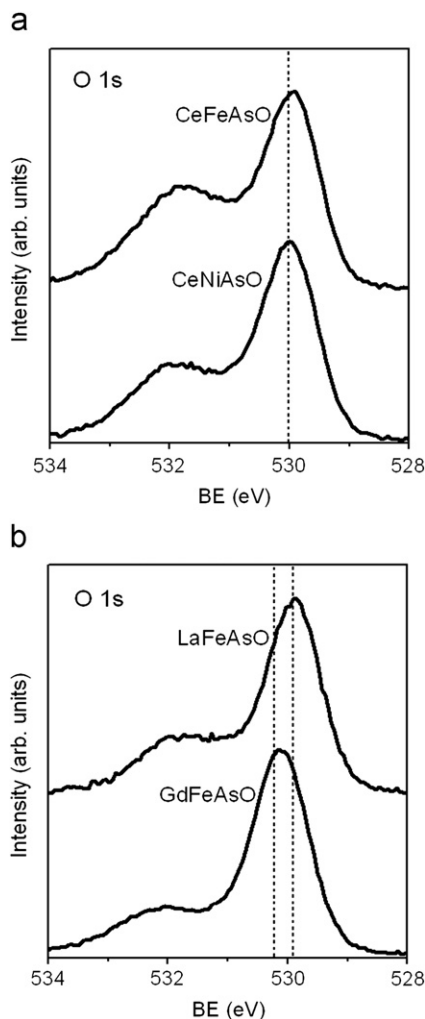 a
O 1s
CeFeAsO
CeNiAsO
Intensity (arb. units)
534 532 530 528
BE (eV)
b
O 1s
LaFeAsO
GdFeAsO
Intensity (arb. units)
534 532 530 528
BE (eV)